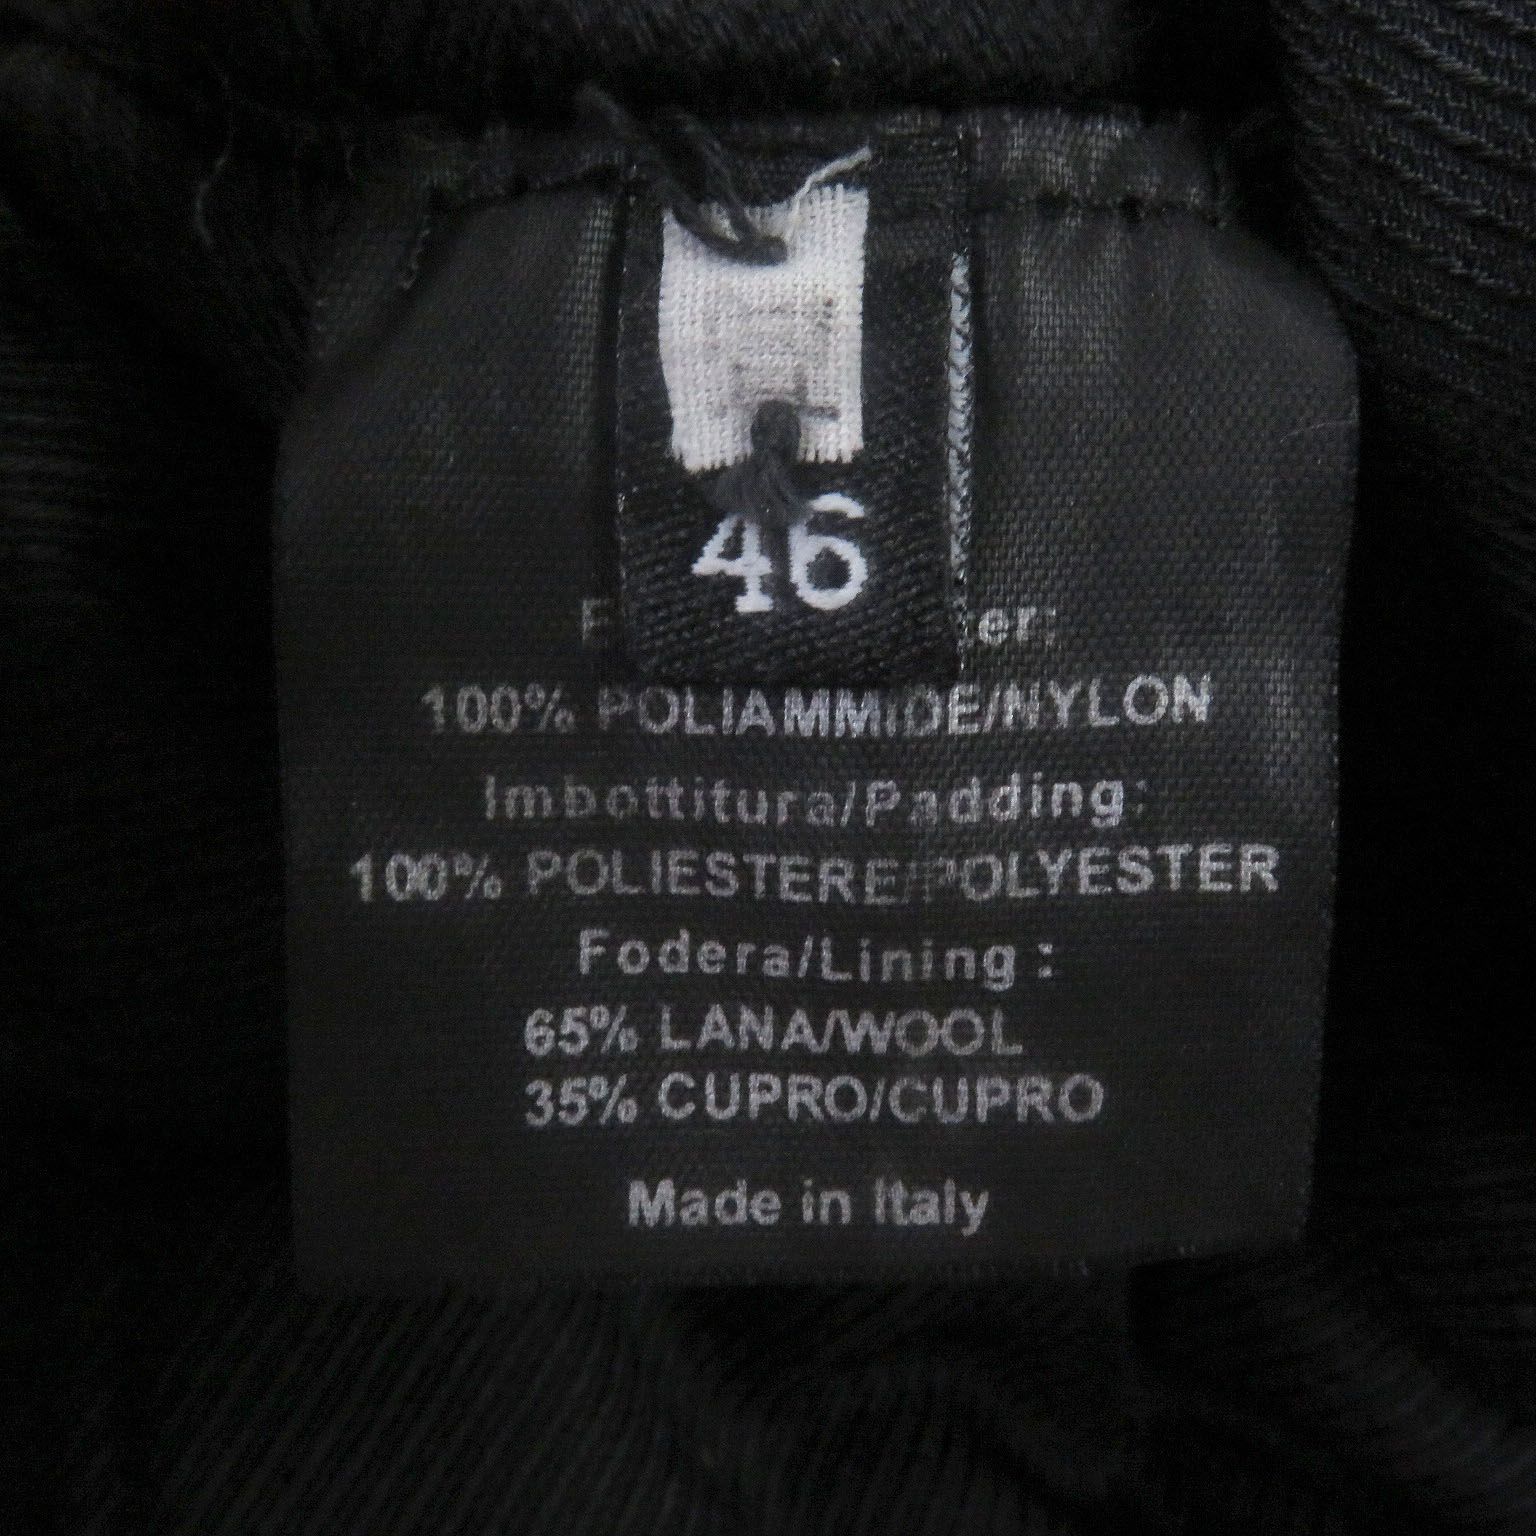 46
er:
100% POLIAMMIDE/NYLON
Imbottitura/Padding:
100% POLIESTERE/POLYESTER
Fodera/Lining :
65% LANA/WOOL
35% CUPRO/CUPRO
Made in Italy